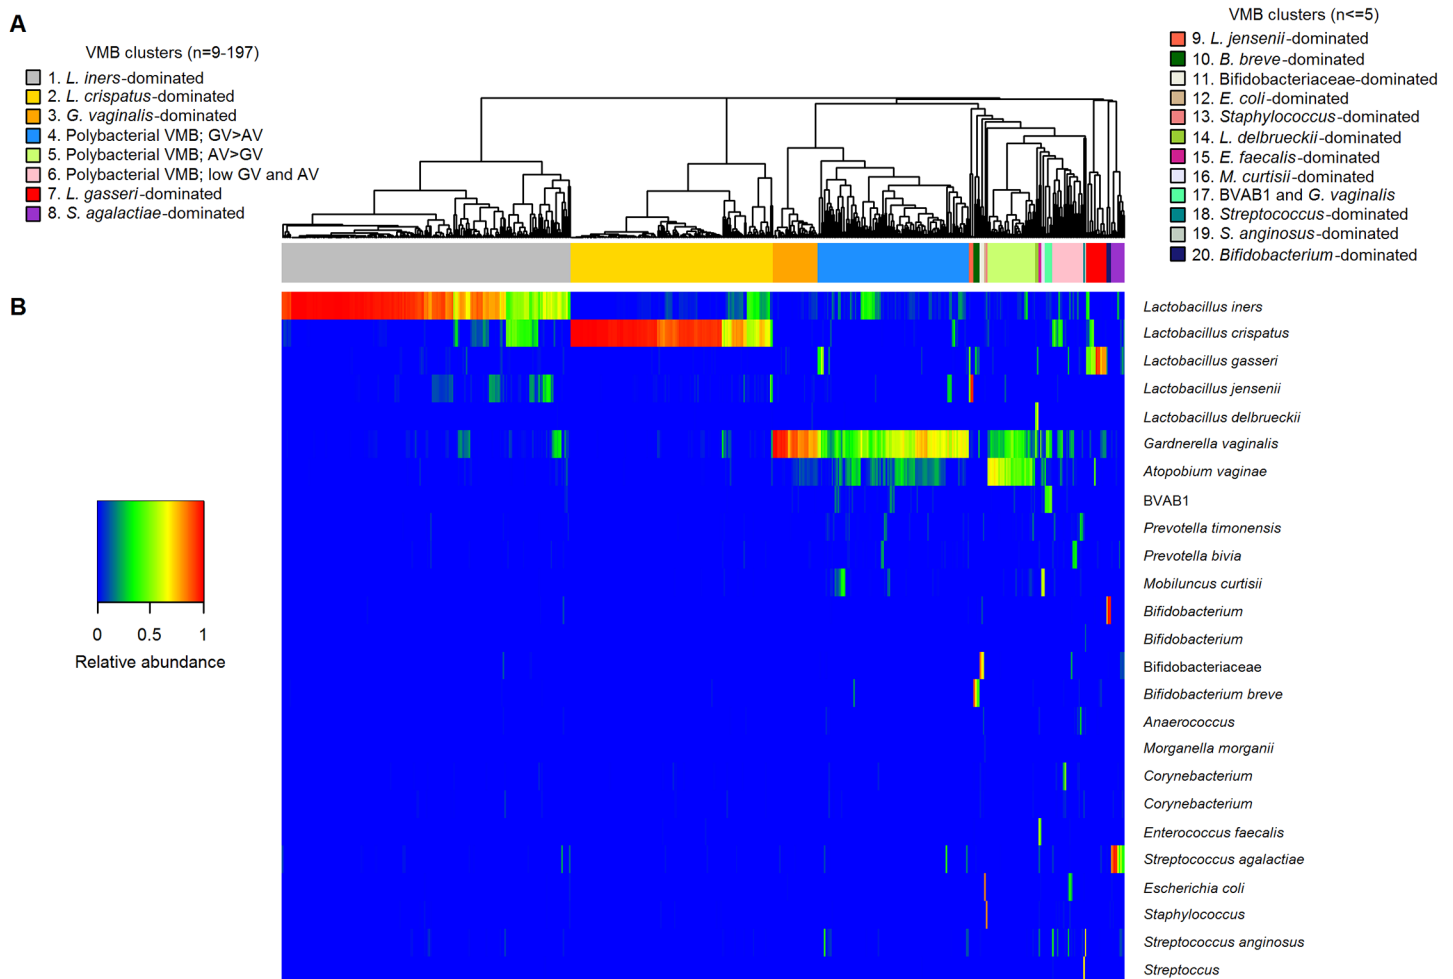 A
VMB clusters (n=9-197)
1. L. iners-dominated
2. L. crispatus-dominated
3. G. vaginalis-dominated
4. Polybacterial VMB; GV>AV
5. Polybacterial VMB; AV>GV
6. Polybacterial VMB; low GV and AV
7. L. gasseri-dominated
8. S. agalactiae-dominated
VMB clusters (n<=5)
9. L. jensenii-dominated
10. B. breve-dominated
11. Bifidobacteriaceae-dominated
12. E. coli-dominated
13. Staphylococcus-dominated
14. L. delbrueckii-dominated
15. E. faecalis-dominated
16. M. curtisii-dominated
17. BVAB1 and G. vaginalis
18. Streptococcus-dominated
19. S. anginosus-dominated
20. Bifidobacterium-dominated
B
Lactobacillus iners
Lactobacillus crispatus
Lactobacillus gasseri
Lactobacillus jensenii
Lactobacillus delbrueckii
Gardnerella vaginalis
Atopobium vaginae
BVAB1
Prevotella timonensis
Prevotella bivia
Mobiluncus curtisii
Bifidobacterium
Bifidobacterium
Bifidobacteriaceae
Bifidobacterium breve
Anaerococcus
Morganella morganii
Corynebacterium
Corynebacterium
Enterococcus faecalis
Streptococcus agalactiae
Escherichia coli
Staphylococcus
Streptococcus anginosus
Streptoccus
0 0.5 1
Relative abundance